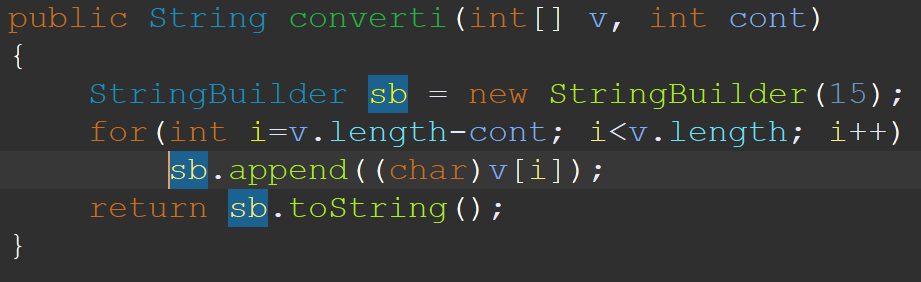 public String converti(int[] v, int cont)
{
    StringBuilder sb = new StringBuilder(15);
    for(int i=v.length-cont; i<v.length; i++)
        sb.append((char)v[i]);
    return sb.toString();
}